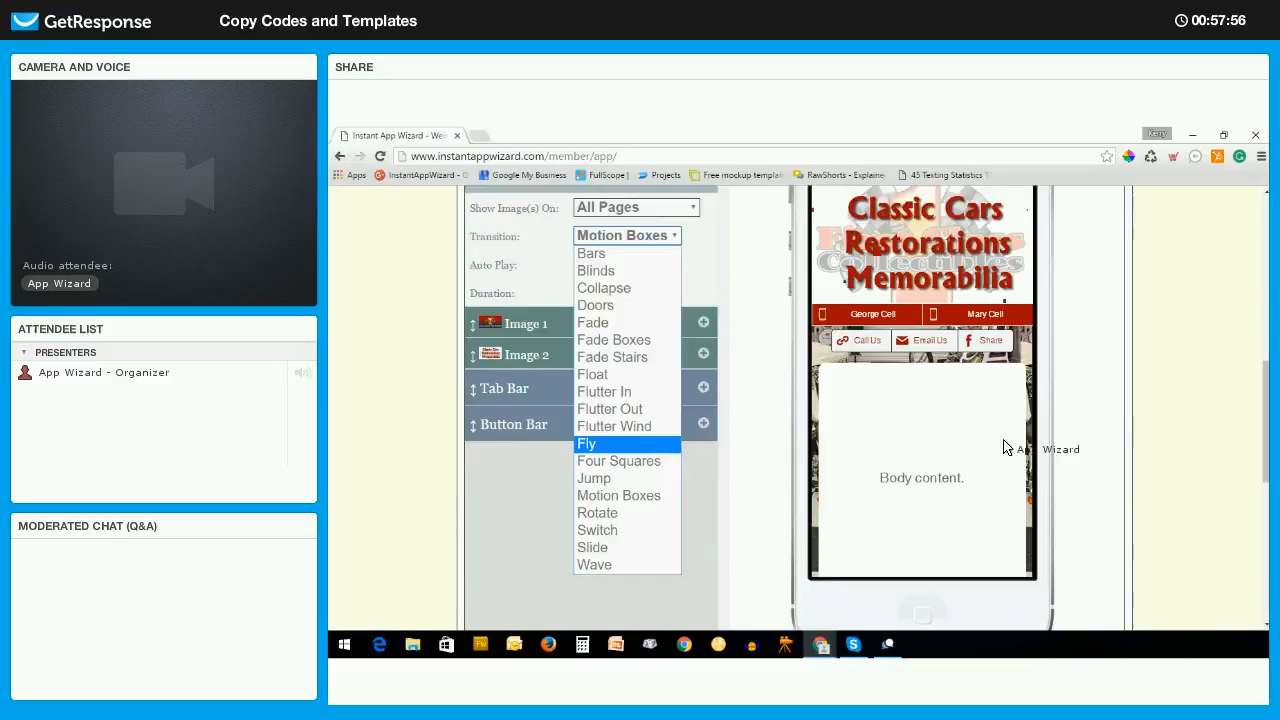 GetResponse
Copy Codes and Templates
00:57:56
CAMERA AND VOICE
Audio attendee:
App Wizard
ATTENDEE LIST
PRESENTERS
App Wizard - Organizer
MODERATED CHAT (Q&A)
SHARE
Instant App Wizard - Wel
Kerry
www.instantappwizard.com/member/app/
Apps
InstantAppWizard - G
Google My Business
FullScope |
Projects
Free mockup templat
RawShorts - Explaine
45 Texting Statistics T
Show Image(s) On:
All Pages
Transition:
Motion Boxes
Auto Play:
Duration:
Bars
Blinds
Collapse
Doors
Fade
Fade Boxes
Fade Stairs
Float
Flutter In
Flutter Out
Flutter Wind
Fly
Four Squares
Jump
Motion Boxes
Rotate
Switch
Slide
Wave
Image 1
Image 2
Tab Bar
Button Bar
Classic Cars
Restorations
Memorabilia
George Cell
Mary Cell
Call Us
Email Us
Share
Body content.
App Wizard